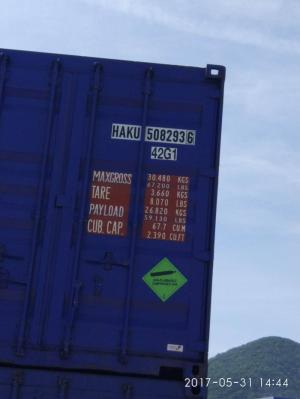 HAKU 508293 6
42G1
MAXGROSS 30.480 KGS
67.200 LBS
TARE 3.660 KGS
8.070 LBS
PAYLOAD 26.820 KGS
59.130 LBS
CUB. CAP 67.7 CU.M
2.390 CU.FT
2017-05-31 14:44